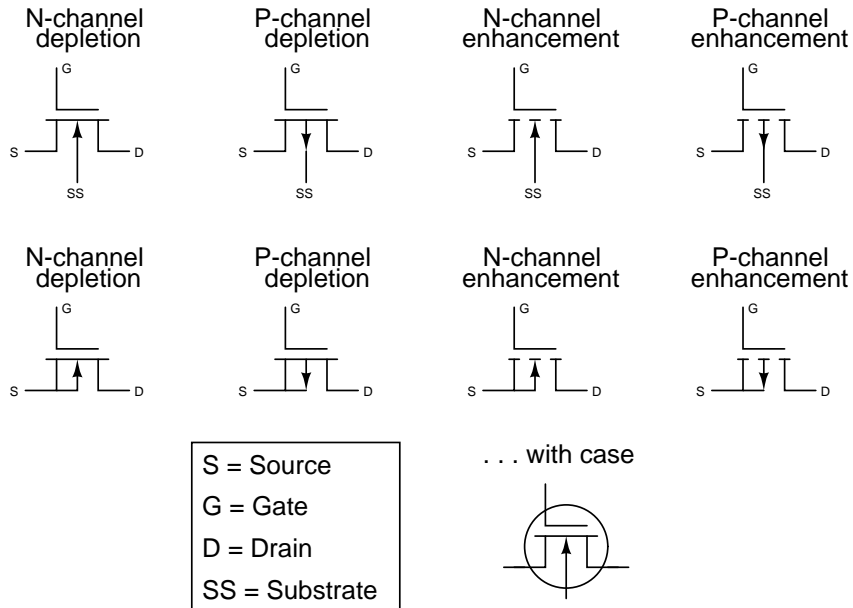 N-channel P-channel N-channel P-channel
depletion depletion enhancement enhancement
G G G G
S D S D S D S D
SS SS SS SS
N-channel P-channel N-channel P-channel
depletion depletion enhancement enhancement
G G G G
S D S D S D S D
. . . with case
S = Source
G = Gate
D = Drain
SS = Substrate